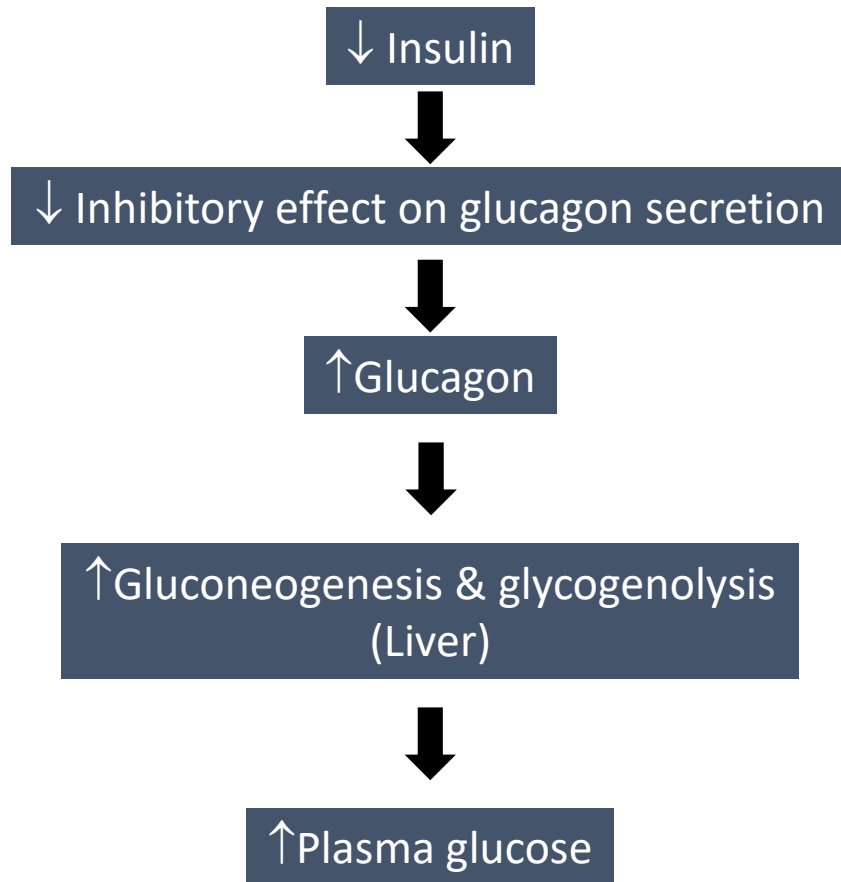 ↓ Insulin
↓ Inhibitory effect on glucagon secretion
↑Glucagon
↑Gluconeogenesis & glycogenolysis
(Liver)
↑Plasma glucose